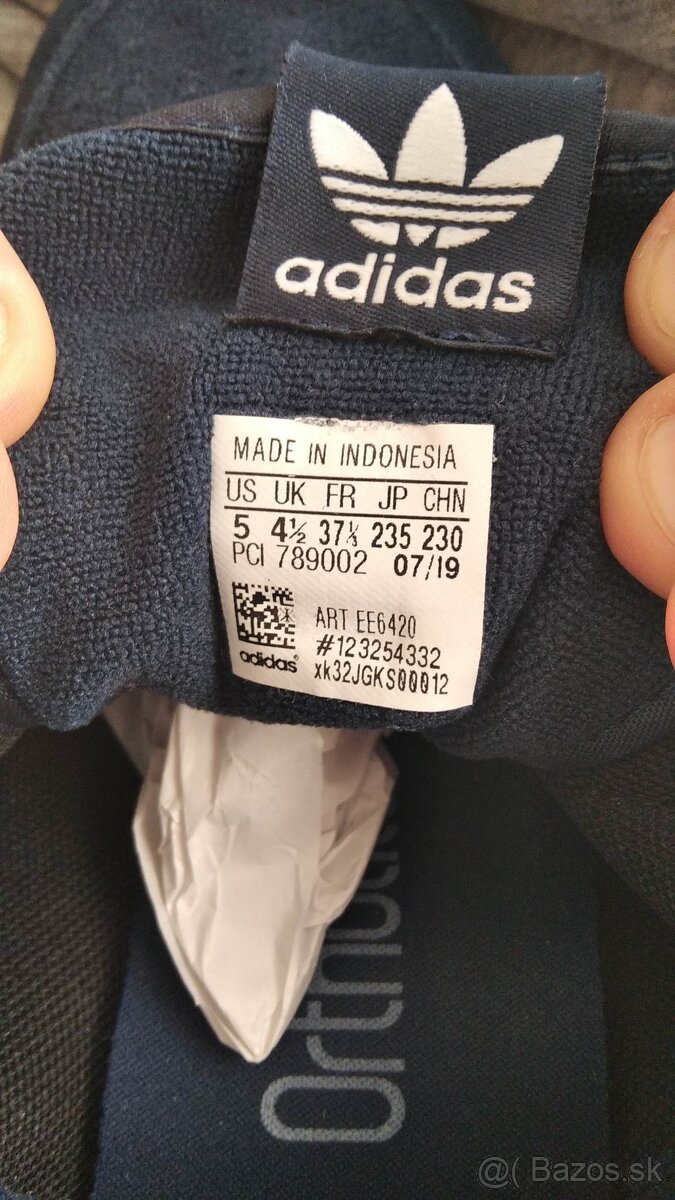 adidas
MADE IN INDONESIA
US UK FR JP CHN
5 4½ 37⅓ 235 230
PCI 789002 07/19
ART EE6420
#123254332
adidas®
xk32JGKS00012
@( Bazos.sk